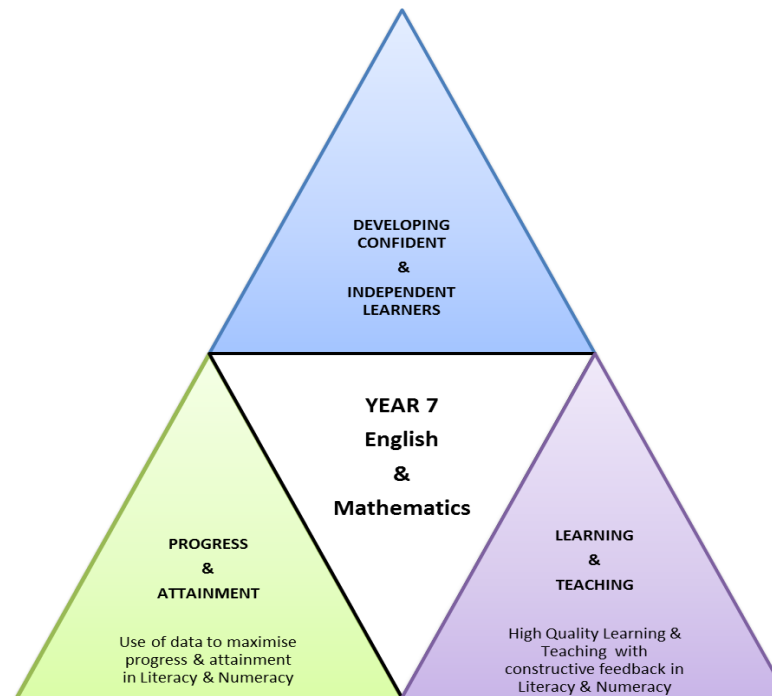 DEVELOPING
CONFIDENT
&
INDEPENDENT
LEARNERS
YEAR 7
English
&
Mathematics
PROGRESS
&
ATTAINMENT
Use of data to maximise
progress & attainment
in Literacy & Numeracy
LEARNING
&
TEACHING
High Quality Learning &
Teaching with
constructive feedback in
Literacy & Numeracy